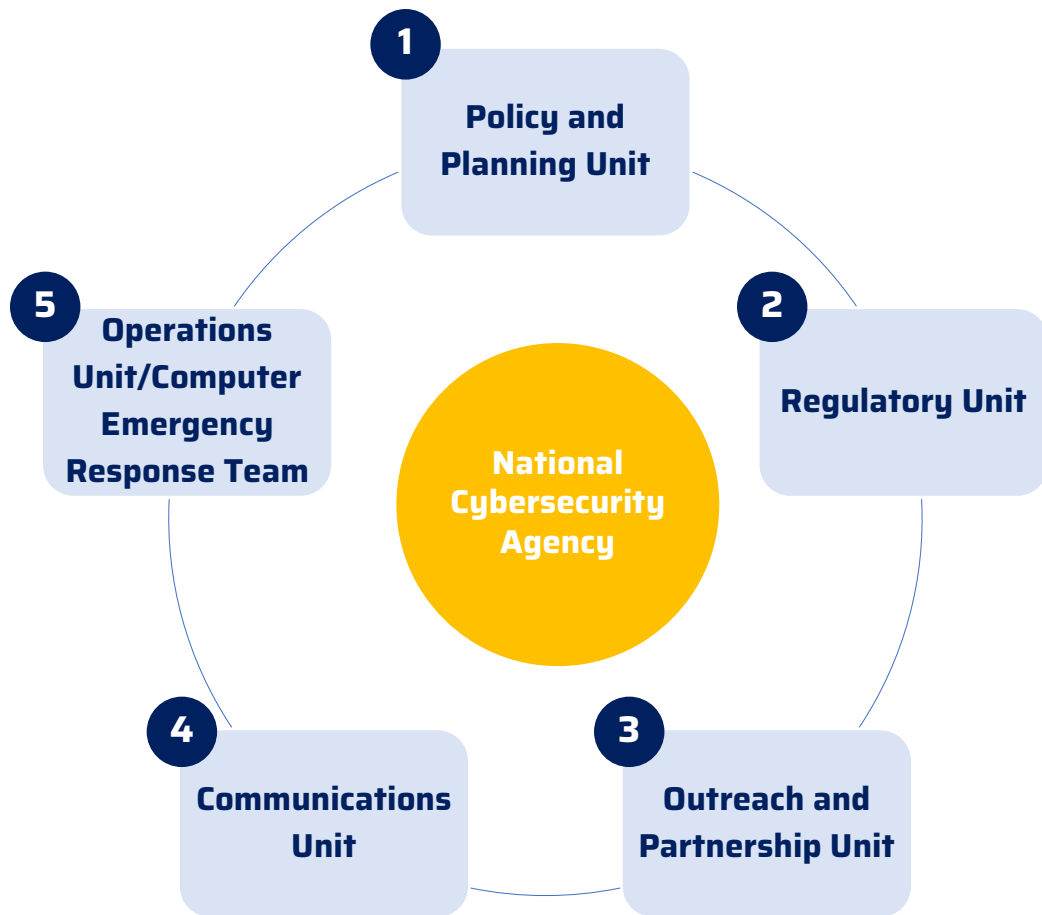 1
Policy and
Planning Unit
2
Regulatory Unit
3
Outreach and
Partnership Unit
4
Communications
Unit
5
Operations
Unit/Computer
Emergency
Response Team
National
Cybersecurity
Agency